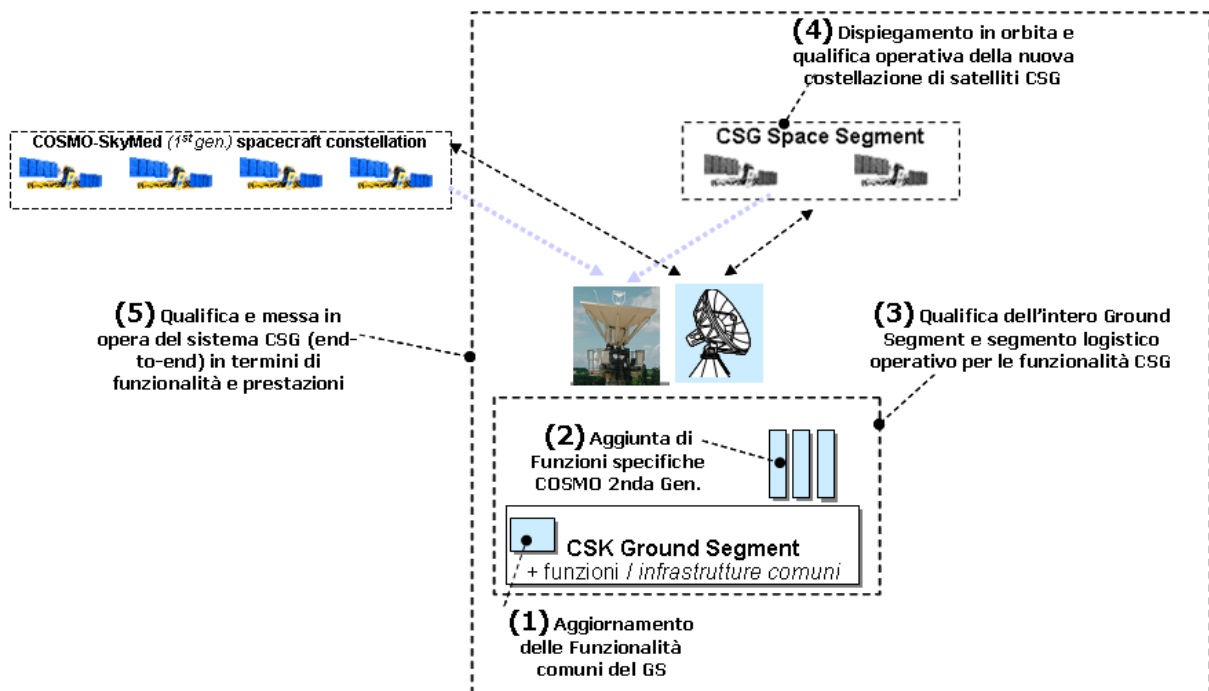 (4) Dispiegamento in orbita e
qualifica operativa della nuova
costellazione di satelliti CSG
COSMO-SkyMed (1st gen.) spacecraft constellation
CSG Space Segment
(5) Qualifica e messa in
opera del sistema CSG (end-
to-end) in termini di
funzionalità e prestazioni
(3) Qualifica dell'intero Ground
Segment e segmento logistico
operativo per le funzionalità CSG
(2) Aggiunta di
Funzioni specifiche
COSMO 2nda Gen.
CSK Ground Segment
+ funzioni / infrastrutture comuni
(1) Aggiornamento
delle Funzionalità
comuni del GS